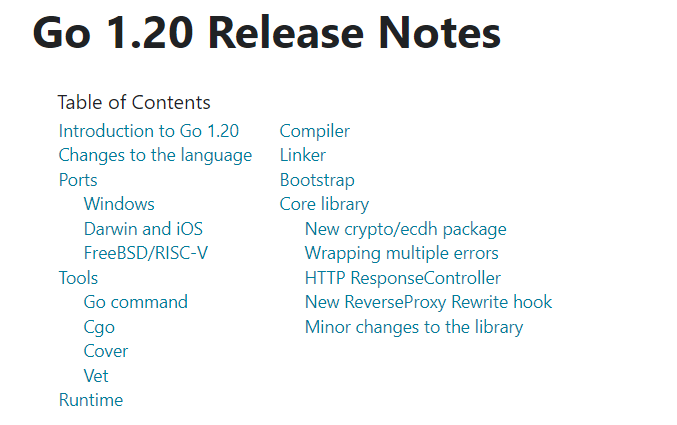 Go 1.20 Release Notes
Table of Contents
Introduction to Go 1.20
Changes to the language
Ports
Windows
Darwin and iOS
FreeBSD/RISC-V
Tools
Go command
Cgo
Cover
Vet
Runtime
Compiler
Linker
Bootstrap
Core library
New crypto/ecdh package
Wrapping multiple errors
HTTP ResponseController
New ReverseProxy Rewrite hook
Minor changes to the library